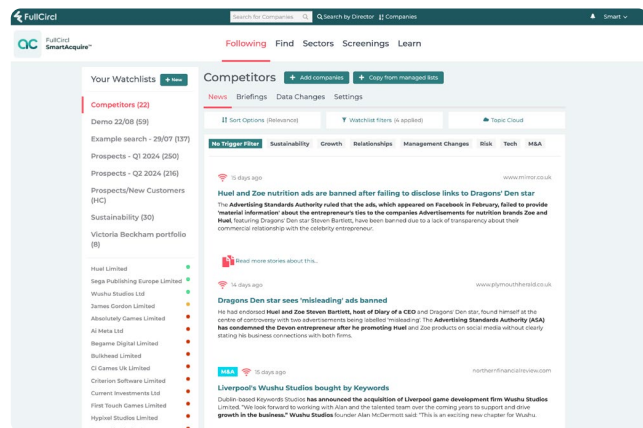 FullCircl
Search for Companies
Search by Director
Companies
Smart
FullCircl
SmartAcquire™
Following Find Sectors Screenings Learn
Your Watchlists
+ New
Competitors (22)
Demo 22/08 (59)
Example search - 29/07 (137)
Prospects - Q1 2024 (250)
Prospects - Q2 2024 (216)
Prospects/New Customers
(HC)
Sustainability (30)
Victoria Beckham portfolio
(8)
Huel Limited
Sega Publishing Europe Limited
Wushu Studios Ltd
James Gordon Limited
Absolutely Games Limited
Ai Meta Ltd
Begame Digital Limited
Bulkhead Limited
CI Games Uk Limited
Criterion Software Limited
Current Investments Ltd
First Touch Games Limited
Hypixel Studios Limited
Competitors
+ Add companies
+ Copy from managed lists
News Briefings Data Changes Settings
Sort Options (Relevance)
Watchlist filters (4 applied)
Topic Cloud
No Trigger Filter Sustainability Growth Relationships Management Changes Risk Tech M&A
15 days ago
www.mirror.co.uk
Huel and Zoe nutrition ads are banned after failing to disclose links to Dragons' Den star
The Advertising Standards Authority ruled that the ads, which appeared on Facebook in February, failed to provide
'material information' about the entrepreneur's ties to the companies Advertisements for nutrition brands Zoe and
Huel, featuring Dragons' Den star Steven Bartlett, have been banned due to a lack of transparency about their
commercial relationship with the celebrity entrepreneur.
Read more stories about this...
14 days ago
www.plymouthherald.co.uk
Dragons Den star sees 'misleading' ads banned
He had endorsed Huel and Zoe Steven Bartlett, host of Diary of a CEO and Dragons' Den star, found himself at the
centre of controversy with two advertisements being labelled 'misleading'. The Advertising Standards Authority (ASA)
has condemned the Devon entrepreneur after he promoting Huel and Zoe products on social media without clearly
stating his business connections with both firms.
M&A
15 days ago
northernfinancialreview.com
Liverpool's Wushu Studios bought by Keywords
Dublin-based Keywords Studios has announced the acquisition of Liverpool game development firm Wushu Studios
Limited. "We look forward to working with Alan and the talented team over the coming years to support and drive
growth in the business." Wushu Studios founder Alan McDermott said: "This is an exciting new chapter for Wushu.